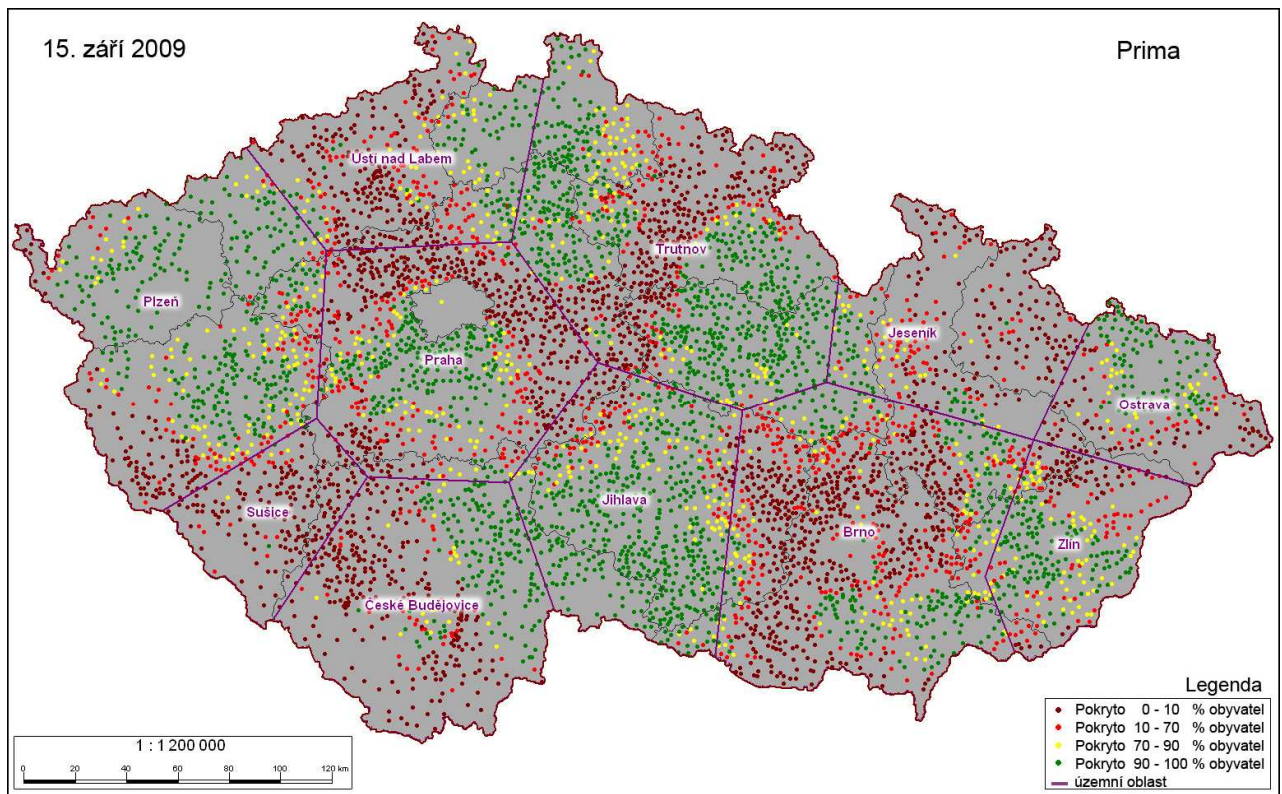 15. září 2009
Prima
Ústí nad Labem
Trutnov
Plzeň
Jeseník
Praha
Ostrava
Sušice
Jihlava
Brno
Zlín
České Budějovice
Legenda
Pokryto 0 - 10 % obyvatel
Pokryto 10 - 70 % obyvatel
Pokryto 70 - 90 % obyvatel
Pokryto 90 - 100 % obyvatel
územní oblast
1 : 1 200 000
0 20 40 60 80 100 120 km